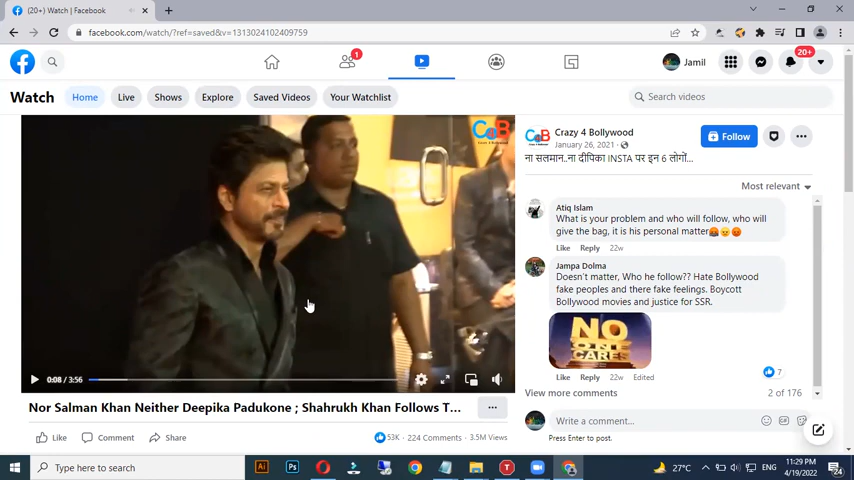 (20+) Watch | Facebook
facebook.com/watch/?ref=saved&v=1313024102409759
1
Jamil
20+
Watch
Home
Live
Shows
Explore
Saved Videos
Your Watchlist
Search videos
Crazy 4 Bollywood
January 26, 2021 ·
ना सलमान..ना दीपिका INSTA पर इन 6 लोगों...
Follow
Most relevant
Atiq Islam
What is your problem and who will follow, who will
give the bag, it is his personal matter🤬😠😡
Like Reply 22w
Jampa Dolma
Doesn't matter, Who he follow?? Hate Bollywood
fake peoples and there fake feelings. Boycott
Bollywood movies and justice for SSR.
NO
ONE
CARES
7
Like Reply 22w Edited
View more comments
2 of 176
Write a comment...
GIF
Press Enter to post.
C4B
0:08 / 3:56
Nor Salman Khan Neither Deepika Padukone ; Shahrukh Khan Follows T...
Like
Comment
Share
53K · 224 Comments · 3.5M Views
Type here to search
Ai
Ps
27°C
ENG
11:29 PM
4/19/2022
24